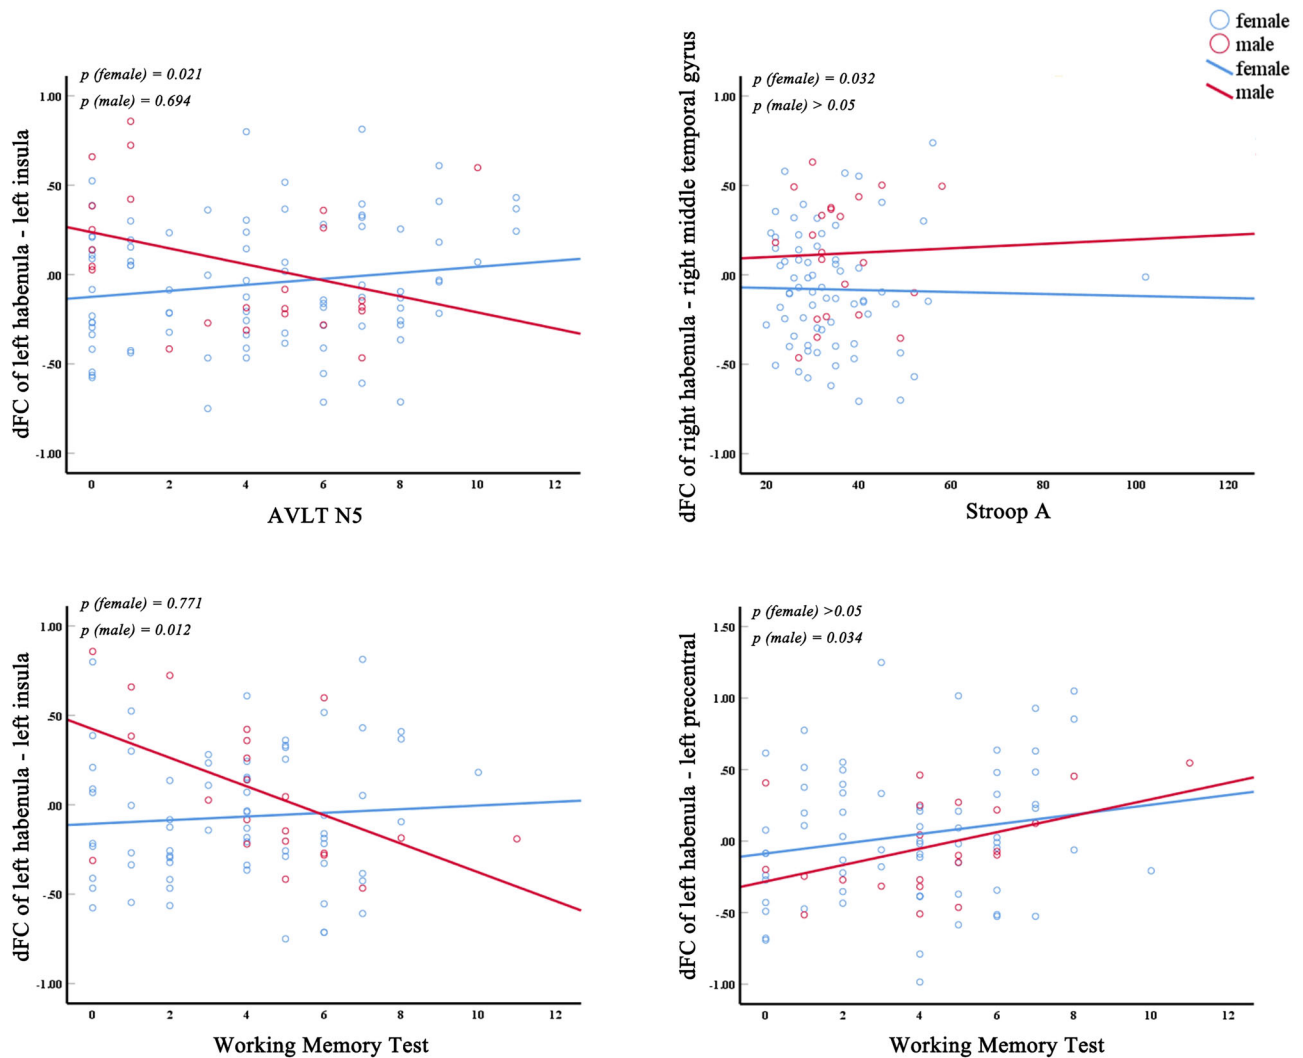 female
male
female
male
p (female) = 0.021
p (male) = 0.694
1.00
.50
.00
-.50
-1.00
dFC of left habenula - left insula
0 2 4 6 8 10 12
AVLT N5
p (female) = 0.032
p (male) > 0.05
1.00
.50
.00
-.50
-1.00
dFC of right habenula - right middle temporal gyrus
20 40 60 80 100 120
Stroop A
p (female) = 0.771
p (male) = 0.012
1.00
.50
.00
-.50
-1.00
dFC of left habenula - left insula
0 2 4 6 8 10 12
Working Memory Test
p (female) >0.05
p (male) = 0.034
1.50
1.00
.50
.00
-.50
-1.00
dFC of left habenula - left precentral
0 2 4 6 8 10 12
Working Memory Test